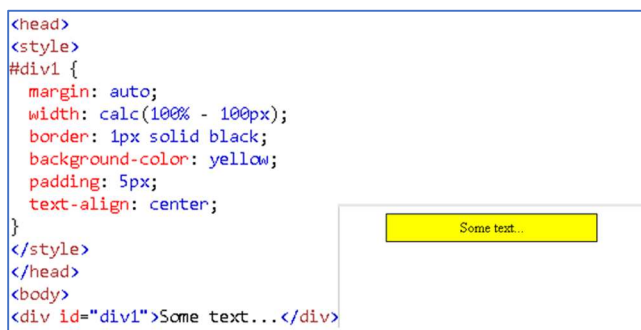 <head>
<style>
#div1 {
  margin: auto;
  width: calc(100% - 100px);
  border: 1px solid black;
  background-color: yellow;
  padding: 5px;
  text-align: center;
}
</style>
</head>
<body>
<div id="div1">Some text...</div>
Some text...